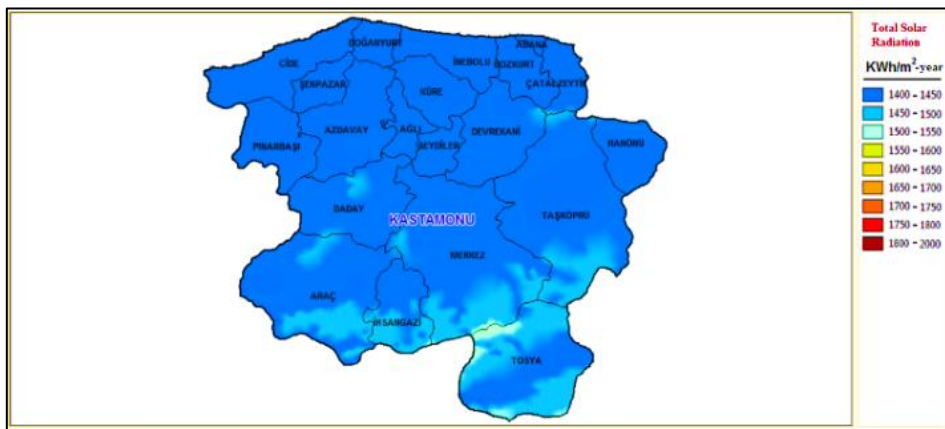 Total Solar
Radiation
KWh/m²-year
1400 - 1450
1450 - 1500
1500 - 1550
1550 - 1600
1600 - 1650
1650 - 1700
1700 - 1750
1750 - 1800
1800 - 2000
DOĞANYURT
ABANA
CİDE
İNEBOLU
BOZKURT
ŞENPAZAR
KÜRE
ÇATALZEYTİN
AZDAVAY
AĞLI
DEVREKANİ
PINARBAŞI
SEYDİLER
HANÖNÜ
DADAY
KASTAMONU
TAŞKÖPRÜ
MERKEZ
ARAÇ
İHSANGAZİ
TOSYA